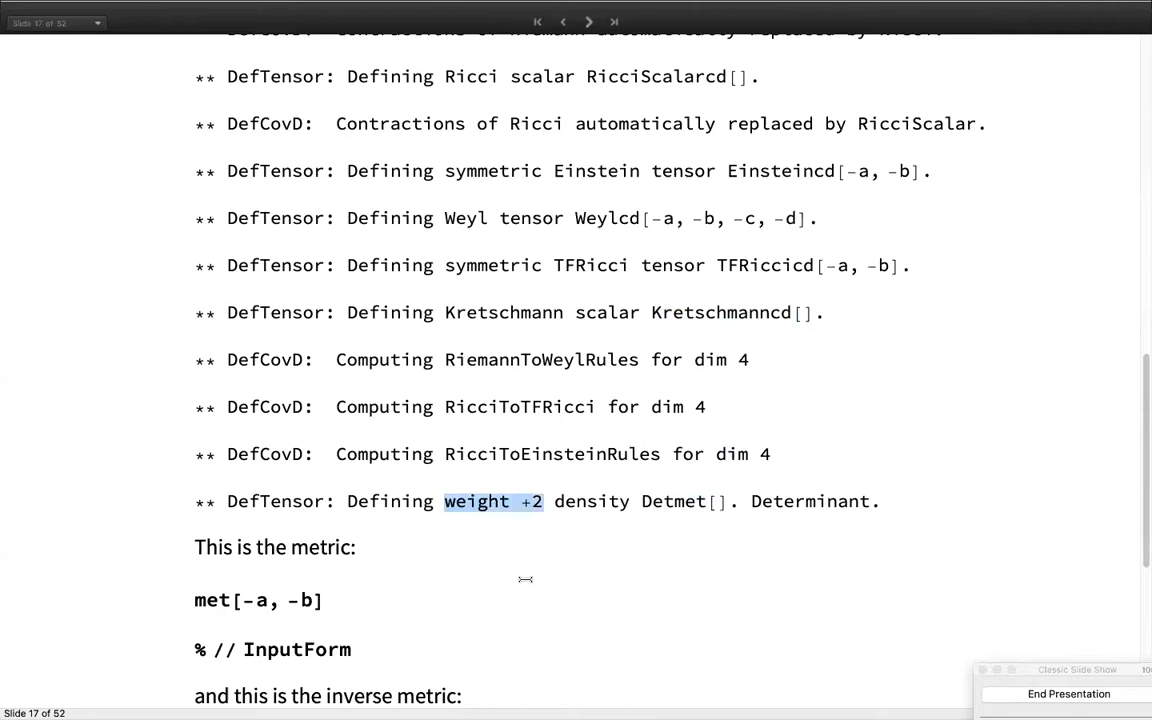 Slide 17 of 52
** DefTensor: Defining Ricci scalar RicciScalarcd[].
** DefCovD: Contractions of Ricci automatically replaced by RicciScalar.
** DefTensor: Defining symmetric Einstein tensor Einsteincd[-a, -b].
** DefTensor: Defining Weyl tensor Weylcd[-a, -b, -c, -d].
** DefTensor: Defining symmetric TFRicci tensor TFRiccicd[-a, -b].
** DefTensor: Defining Kretschmann scalar Kretschmanncd[].
** DefCovD: Computing RiemannToWeylRules for dim 4
** DefCovD: Computing RicciToTFRicci for dim 4
** DefCovD: Computing RicciToEinsteinRules for dim 4
** DefTensor: Defining weight +2 density Detmet[]. Determinant.
This is the metric:
met[-a, -b]
% // InputForm
Classic Slide Show
End Presentation
and this is the inverse metric:
Slide 17 of 52